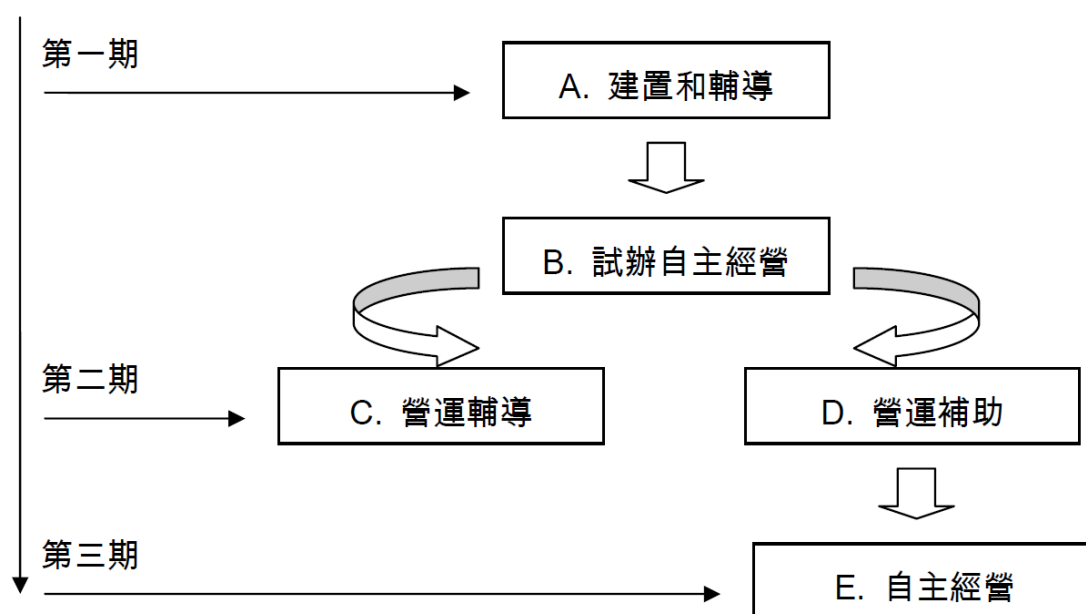 第一期
A. 建置和輔導
B. 試辦自主經營
第二期
C. 營運輔導
D. 營運補助
第三期
E. 自主經營